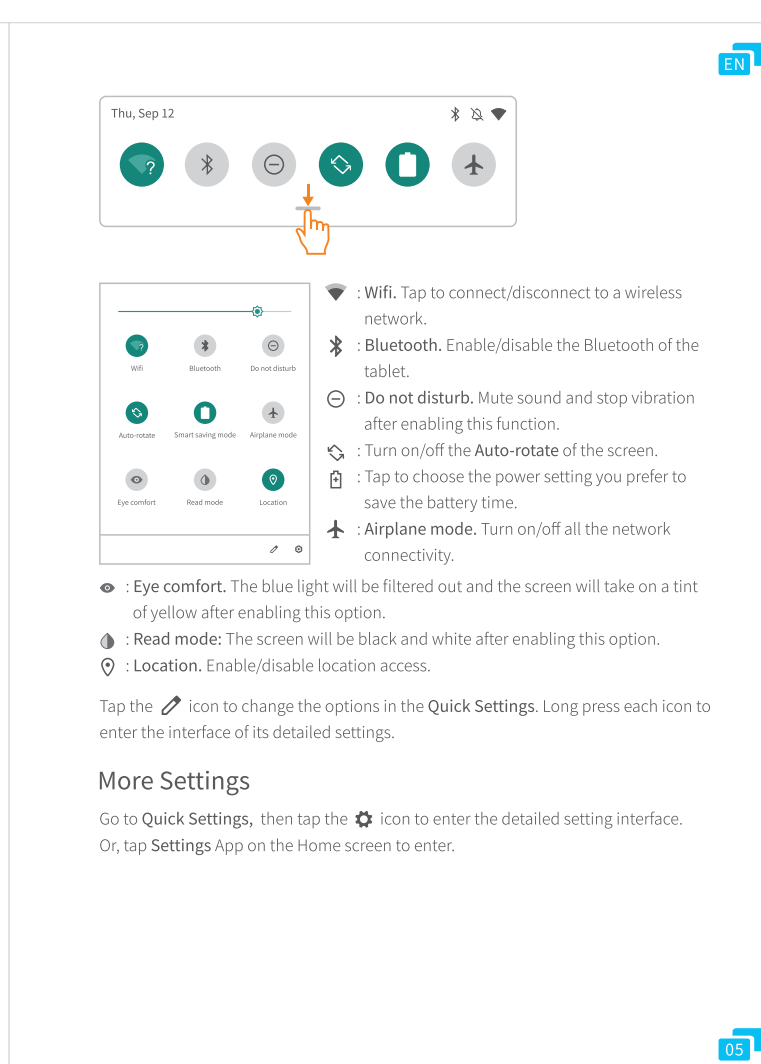 EN
Thu, Sep 12
?
?
Wifi
Bluetooth
Do not disturb
Auto-rotate
Smart saving mode
Airplane mode
Eye comfort
Read mode
Location
: Wifi. Tap to connect/disconnect to a wireless
network.
: Bluetooth. Enable/disable the Bluetooth of the
tablet.
: Do not disturb. Mute sound and stop vibration
after enabling this function.
: Turn on/off the Auto-rotate of the screen.
: Tap to choose the power setting you prefer to
save the battery time.
: Airplane mode. Turn on/off all the network
connectivity.
: Eye comfort. The blue light will be filtered out and the screen will take on a tint
of yellow after enabling this option.
: Read mode: The screen will be black and white after enabling this option.
: Location. Enable/disable location access.
Tap the icon to change the options in the Quick Settings. Long press each icon to
enter the interface of its detailed settings.
More Settings
Go to Quick Settings, then tap the icon to enter the detailed setting interface.
Or, tap Settings App on the Home screen to enter.
05